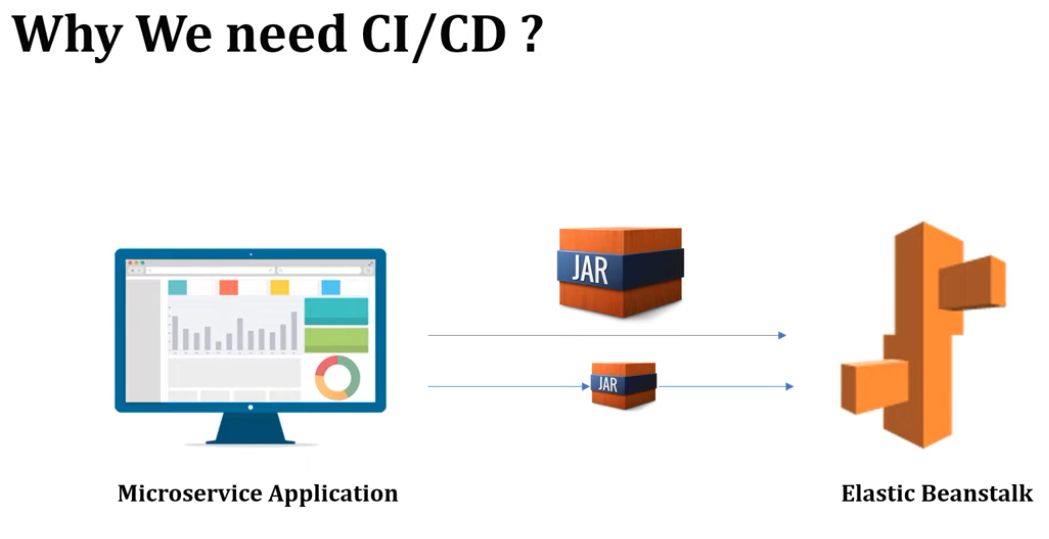 Why We need CI/CD ?
JAR
JAR
Microservice Application
Elastic Beanstalk